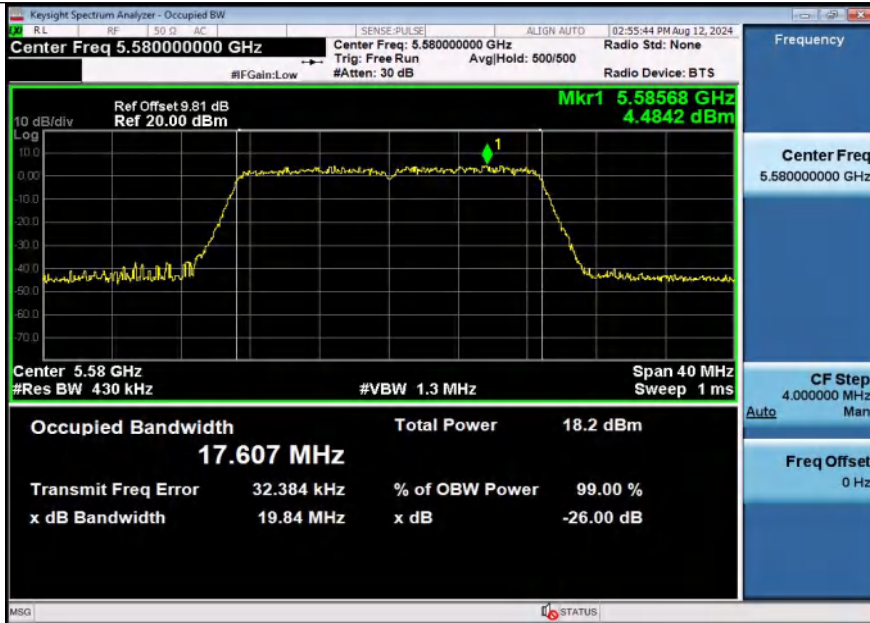 Keysight Spectrum Analyzer - Occupied BW
LXI RL RF 50 Ω AC SENSE:PULSE ALIGN AUTO 02:55:44 PM Aug 12, 2024
Center Freq 5.580000000 GHz
Center Freq: 5.580000000 GHz
Radio Std: None
Trig: Free Run Avg|Hold: 500/500
#IFGain:Low #Atten: 30 dB Radio Device: BTS
Ref Offset 9.81 dB
Mkr1 5.58568 GHz
10 dB/div Ref 20.00 dBm 4.4842 dBm
Log
10.0
0.00
-10.0
-20.0
-30.0
-40.0
-50.0
-60.0
-70.0
1
Center 5.58 GHz Span 40 MHz
#Res BW 430 kHz #VBW 1.3 MHz Sweep 1 ms
Occupied Bandwidth Total Power 18.2 dBm
17.607 MHz
Transmit Freq Error 32.384 kHz % of OBW Power 99.00 %
x dB Bandwidth 19.84 MHz x dB -26.00 dB
MSG STATUS
Frequency
Center Freq
5.580000000 GHz
CF Step
4.000000 MHz
Auto Man
Freq Offset
0 Hz